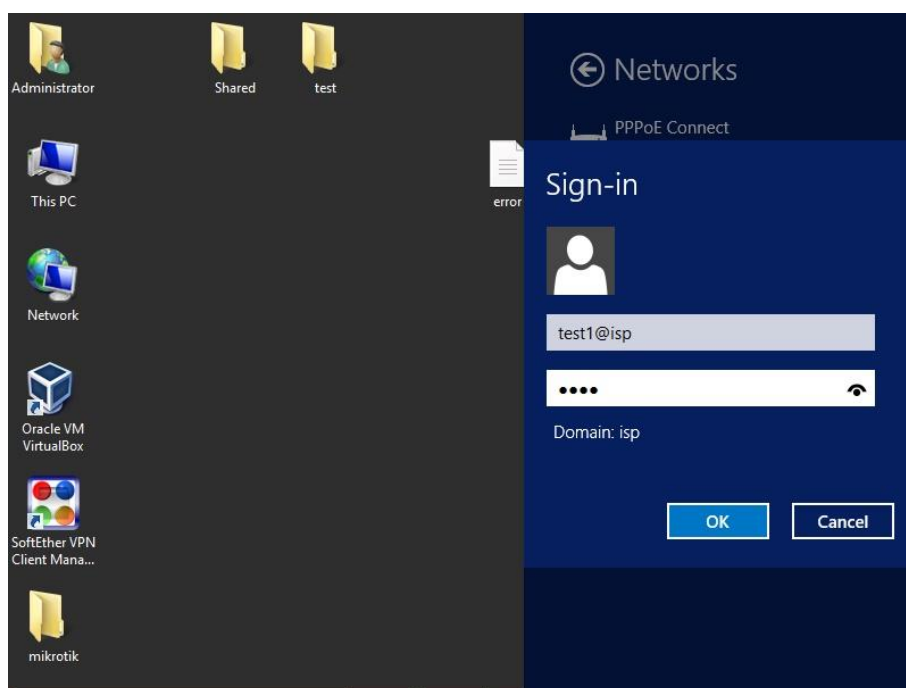 Administrator
Shared
test
This PC
error
Network
Oracle VM
VirtualBox
SoftEther VPN
Client Mana...
mikrotik
Networks
PPPoE Connect
Sign-in
test1@isp
••••
Domain: isp
OK
Cancel